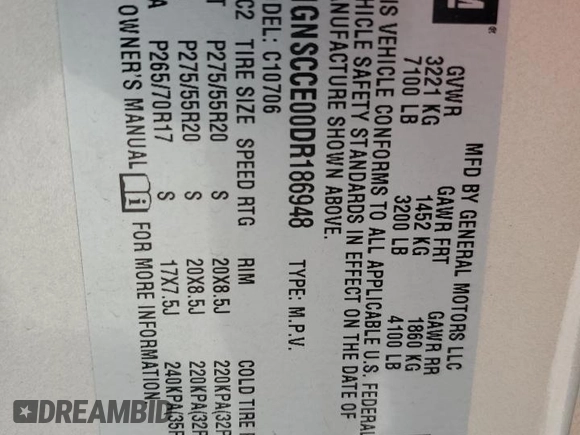 M ®
MFD BY GENERAL MOTORS LLC
GVWR GAWR FRT GAWR RR
3221 KG 1452 KG 1860 KG
7100 LB 3200 LB 4100 LB
IS VEHICLE CONFORMS TO ALL APPLICABLE U.S. FEDERAL
HICLE SAFETY STANDARDS IN EFFECT ON THE DATE OF
ANUFACTURE SHOWN ABOVE.
1GNSCCE00DR186948 TYPE: M.P.V.
DEL: C10706
C2 TIRE SIZE SPEED RTG RIM COLD TIRE
T P275/55R20 S 20X8.5J 220KPA(32P
P275/55R20 S 20X8.5J 220KPA(32P
A P265/70R17 S 17X7.5J 240KPA(35P
OWNER'S MANUAL FOR MORE INFORMATION
DREAMBID